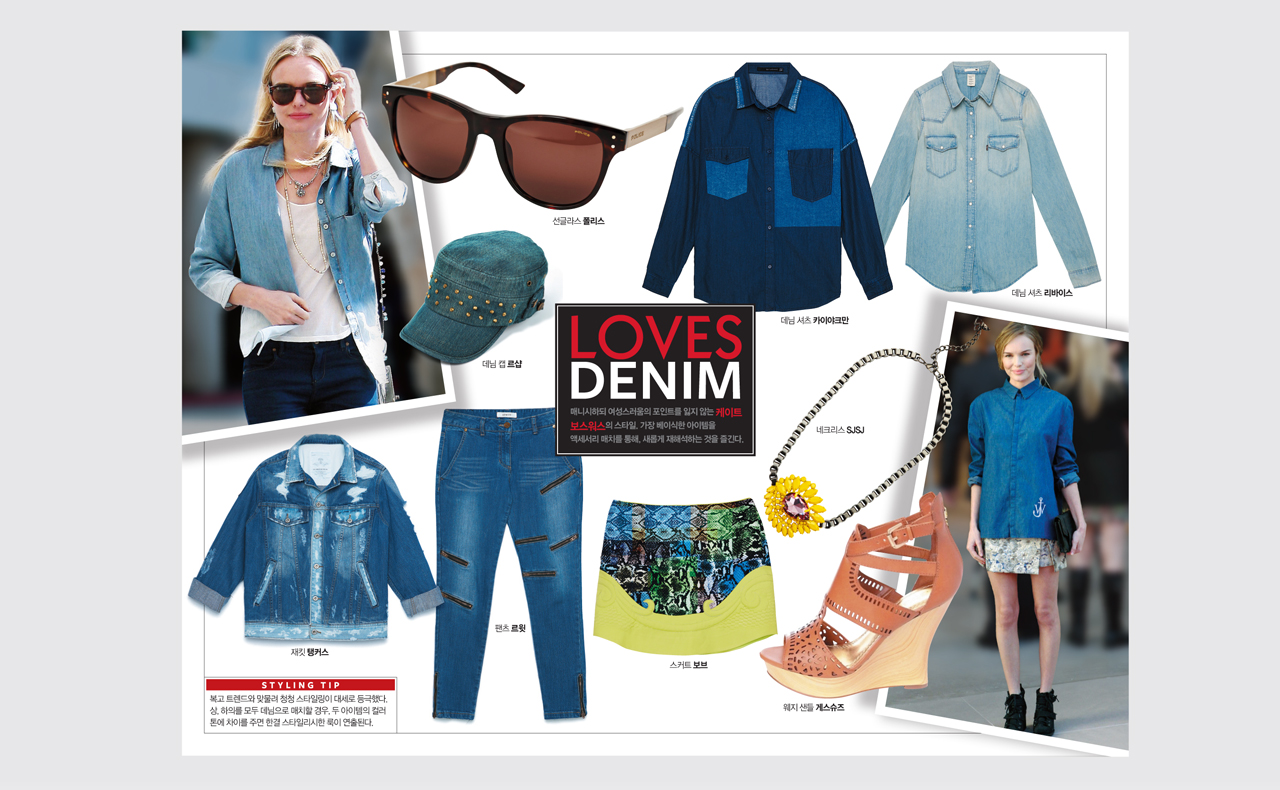 선글라스 폴리스
데님 셔츠 리바이스
데님 셔츠 카이아크만
데님 캡 르샵
LOVES
DENIM
매니시하되 여성스러움의 포인트를 잃지 않는 케이트
보스워스의 스타일. 가장 베이식한 아이템을
액세서리 매치를 통해, 새롭게 재해석하는 것을 즐긴다.
네크리스 SJSJ
팬츠 르윗
재킷 탱커스
스커트 보브
웨지 샌들 게스슈즈
STYLING TIP
복고 트렌드와 맞물려 청청 스타일링이 대세로 등극했다.
상, 하의를 모두 데님으로 매치할 경우, 두 아이템의 컬러
톤에 차이를 주면 한결 스타일리시한 룩이 연출된다.